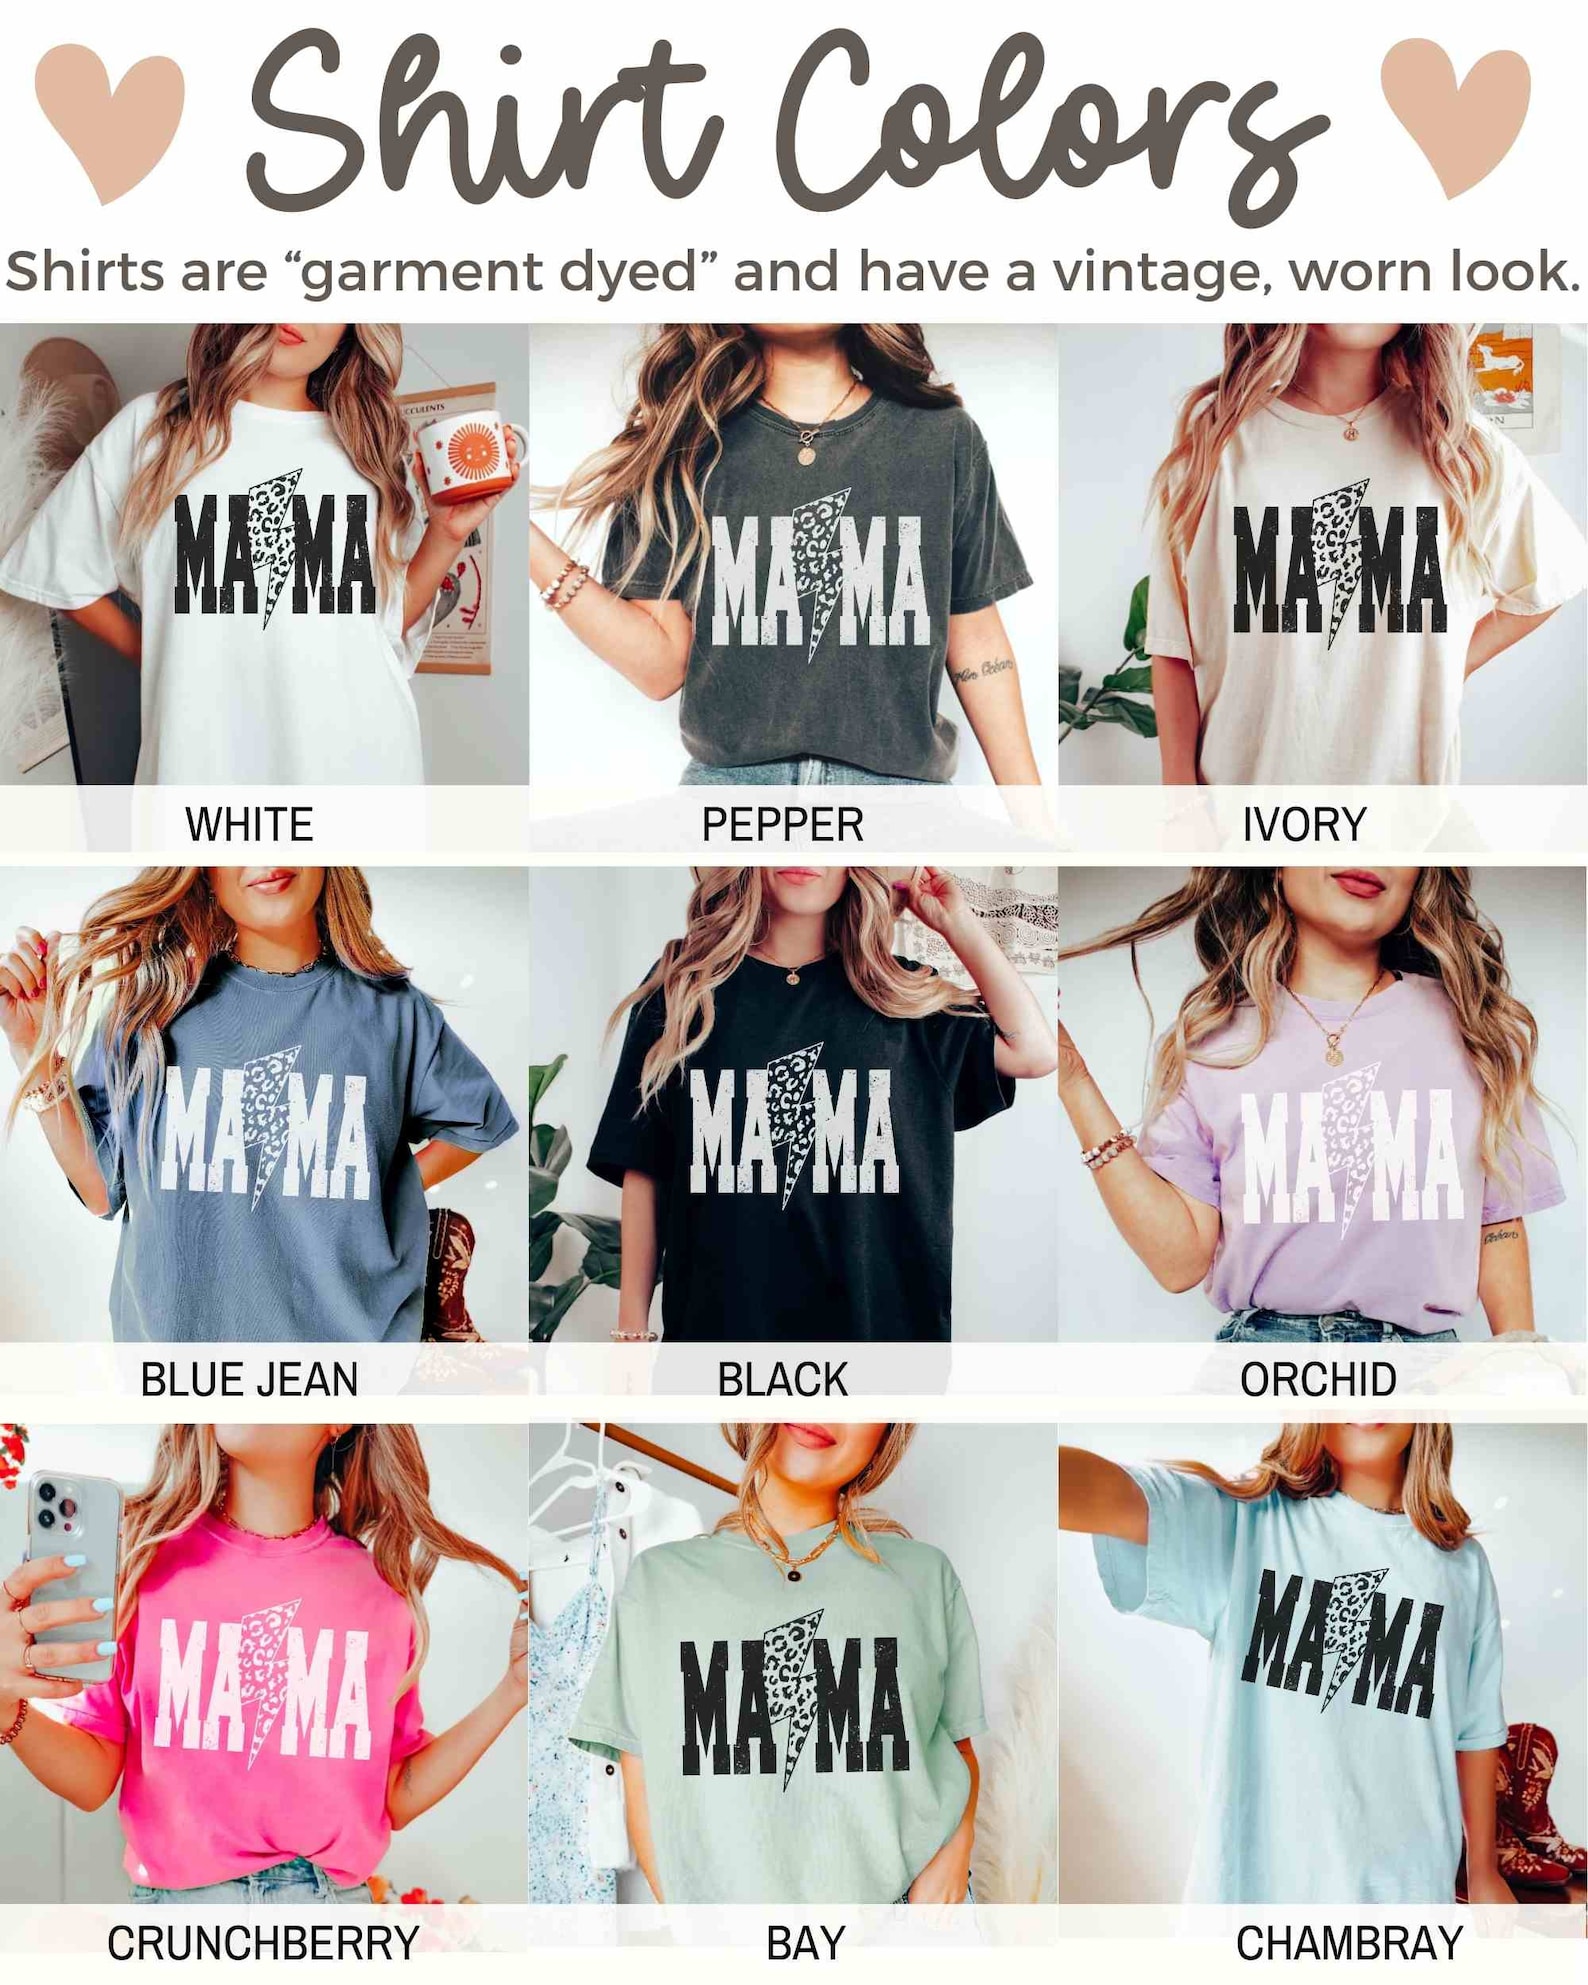 Shirt Colors
Shirts are “garment dyed” and have a vintage, worn look.
CCULENTS
MAMA
MAMA
MAMA
WHITE
PEPPER
IVORY
MAMA
MAMA
MAMA
BLUE JEAN
BLACK
ORCHID
MAMA
MAMA
MAMA
CRUNCHBERRY
BAY
CHAMBRAY